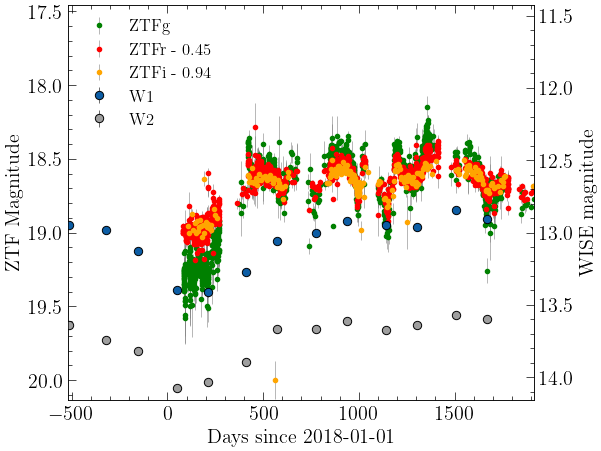 ZTFg
ZTFr - 0.45
ZTFi - 0.94
W1
W2
17.5
18.0
18.5
19.0
19.5
20.0
ZTF Magnitude
11.5
12.0
12.5
13.0
13.5
14.0
WISE magnitude
−500
0
500
1000
1500
Days since 2018-01-01